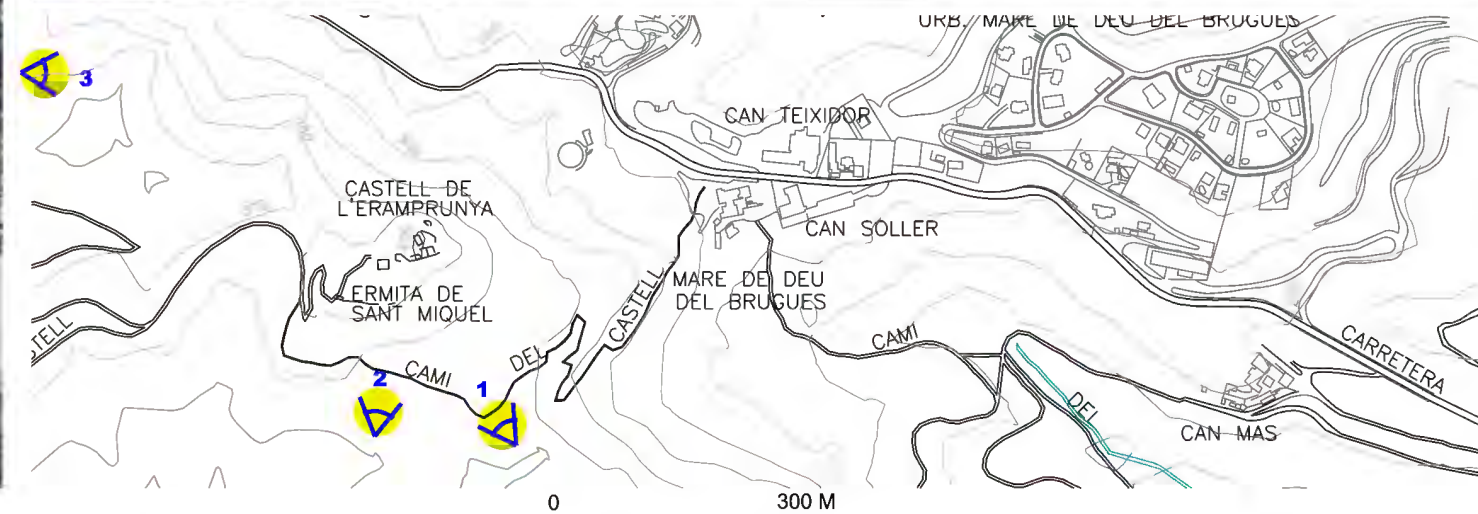 URB. MARE DE DEU DEL BRUGUES
3
CAN TEIXIDOR
CASTELL DE
L'ERAMPRUNYA
CAN SOLLER
ERMITA DE
SANT MIQUEL
CASTELL
MARE DE DEU
DEL BRUGUES
STELL
CAMI
DEL
CAMI
CARRETERA
2
1
DEL
CAN MAS
0
300 M